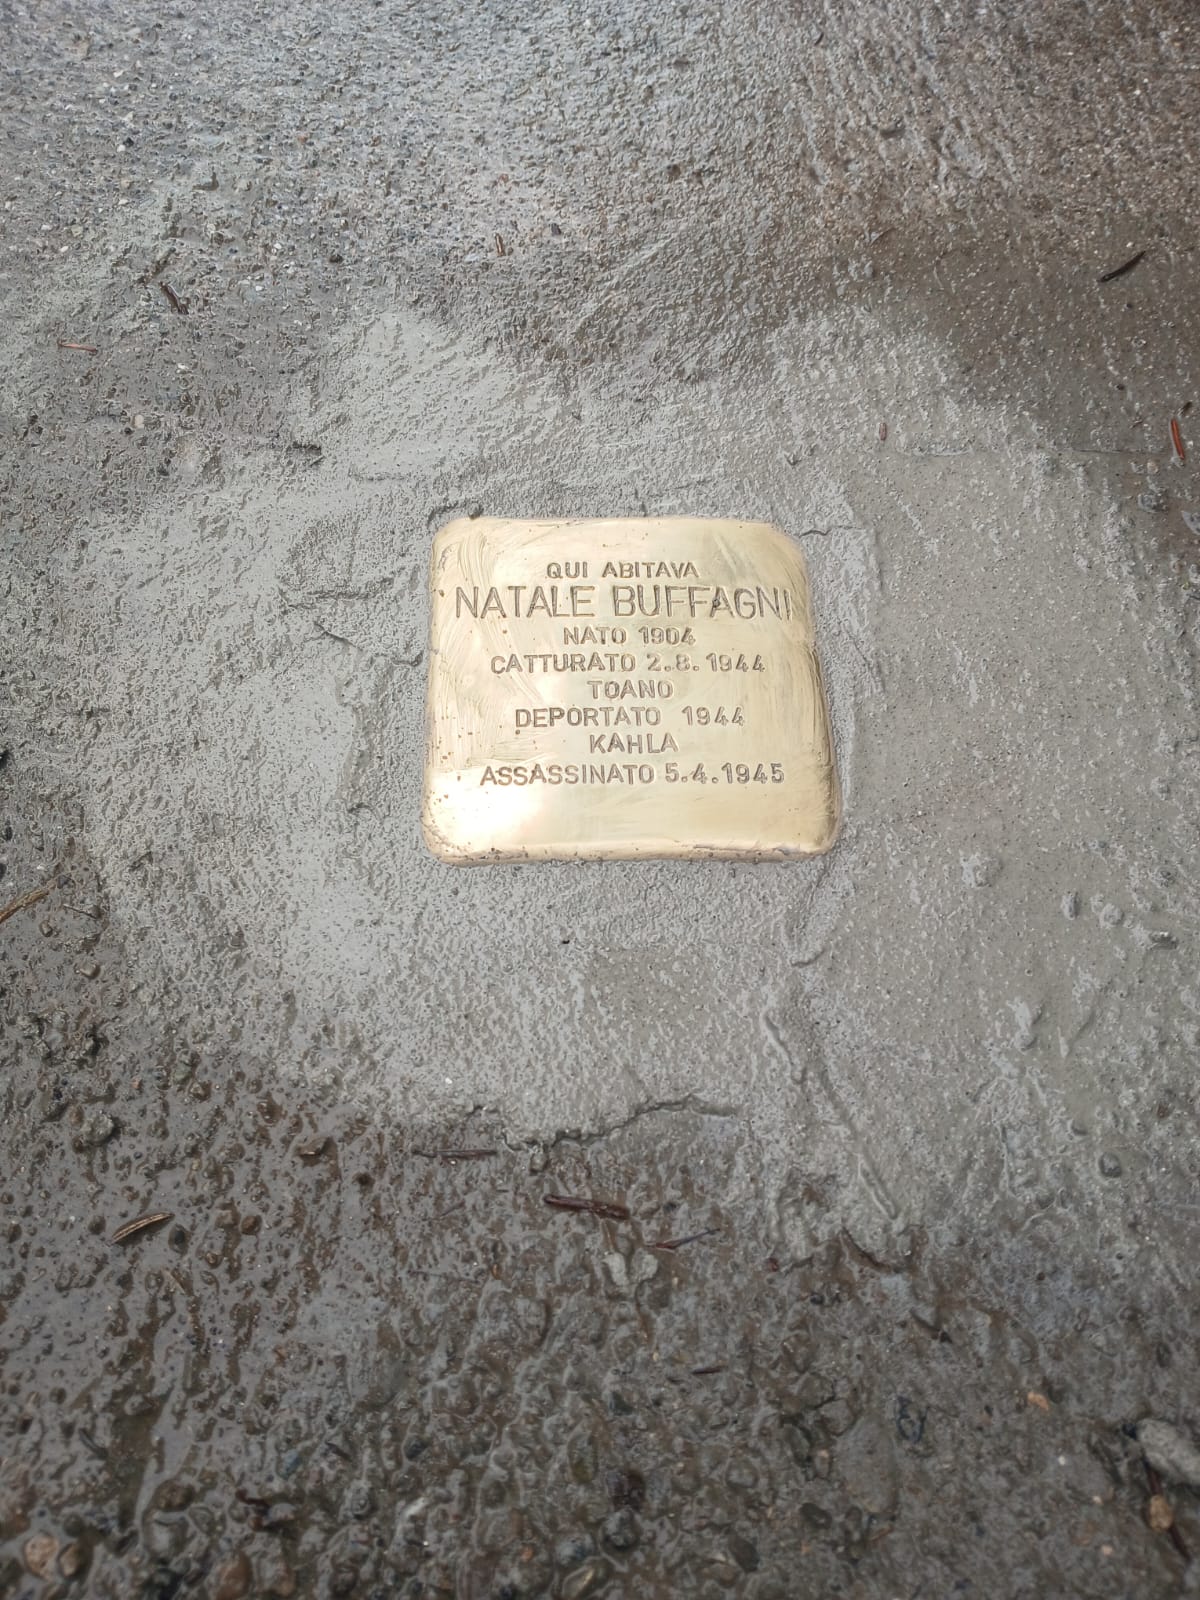 QUI ABITAVA
NATALE BUFFAGNI
NATO 1904
CATTURATO 2.8.1944
TOANO
DEPORTATO 1944
KAHLA
ASSASSINATO 5.4.1945